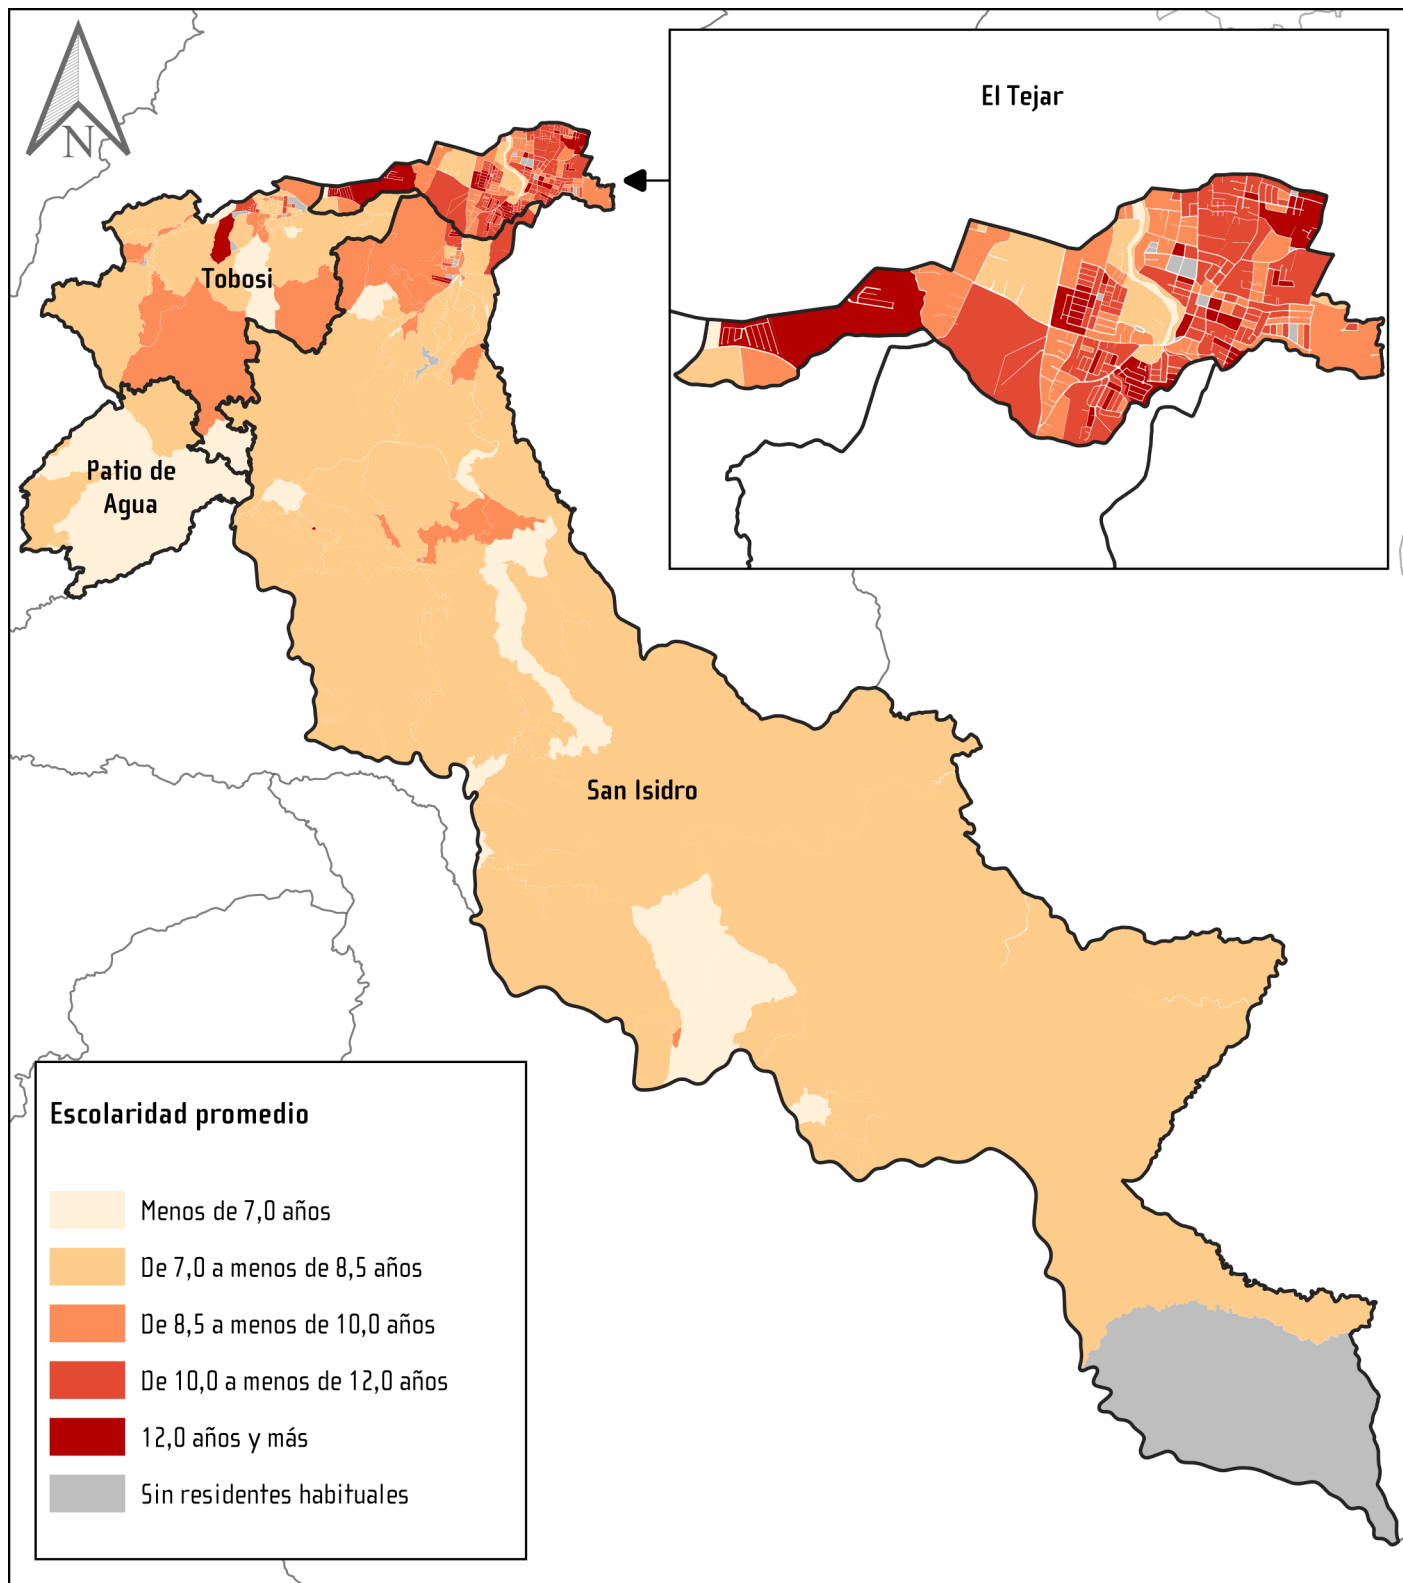 N
El Tejar
Tobosi
Patio de
Agua
San Isidro
Escolaridad promedio
Menos de 7,0 años
De 7,0 a menos de 8,5 años
De 8,5 a menos de 10,0 años
De 10,0 a menos de 12,0 años
12,0 años y más
Sin residentes habituales